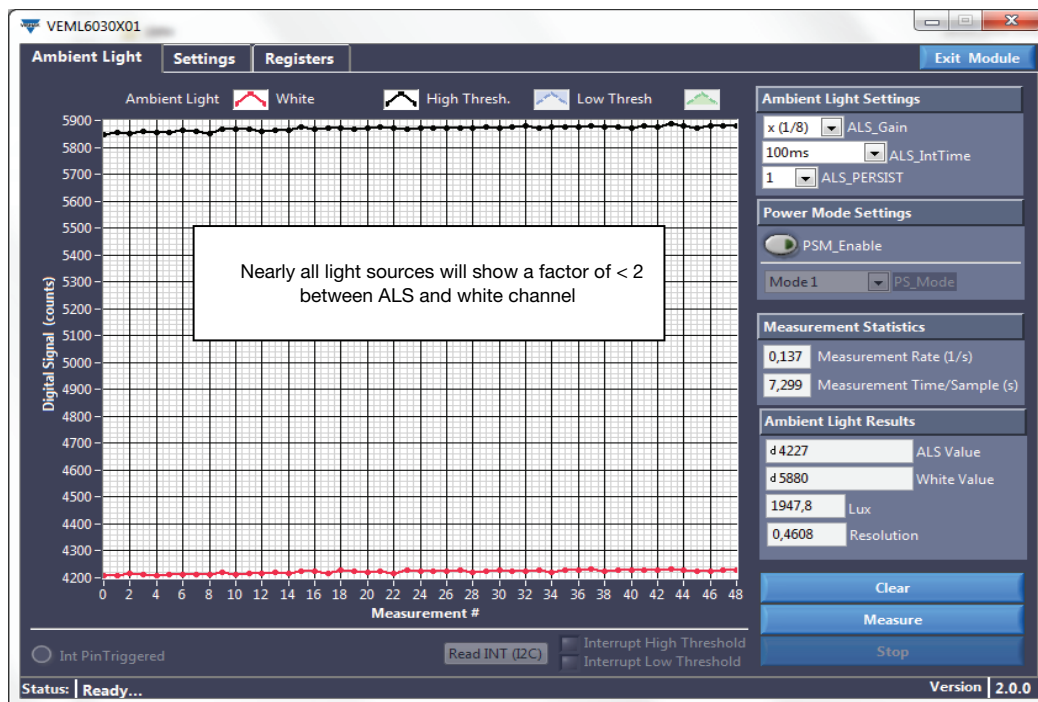 VEML6030X01
Ambient Light
Settings
Registers
Exit Module
Ambient Light
White
High Thresh.
Low Thresh
5900
5800
5700
5600
5500
5400
5300
5200
5100
5000
4900
4800
4700
4600
4500
4400
4300
4200
Digital Signal (counts)
Nearly all light sources will show a factor of < 2
between ALS and white channel
0 2 4 6 8 10 12 14 16 18 20 22 24 26 28 30 32 34 36 38 40 42 44 46 48
Measurement #
Ambient Light Settings
x (1/8) ALS_Gain
100ms ALS_IntTime
1 ALS_PERSIST
Power Mode Settings
PSM_Enable
Mode1 PS_Mode
Measurement Statistics
0,137 Measurement Rate (1/s)
7,299 Measurement Time/Sample (s)
Ambient Light Results
d 4227 ALS Value
d 5880 White Value
1947,8 Lux
0,4608 Resolution
Clear
Measure
Stop
Int PinTriggered
Read INT (I2C)
Interrupt High Threshold
Interrupt Low Threshold
Status: Ready...
Version 2.0.0